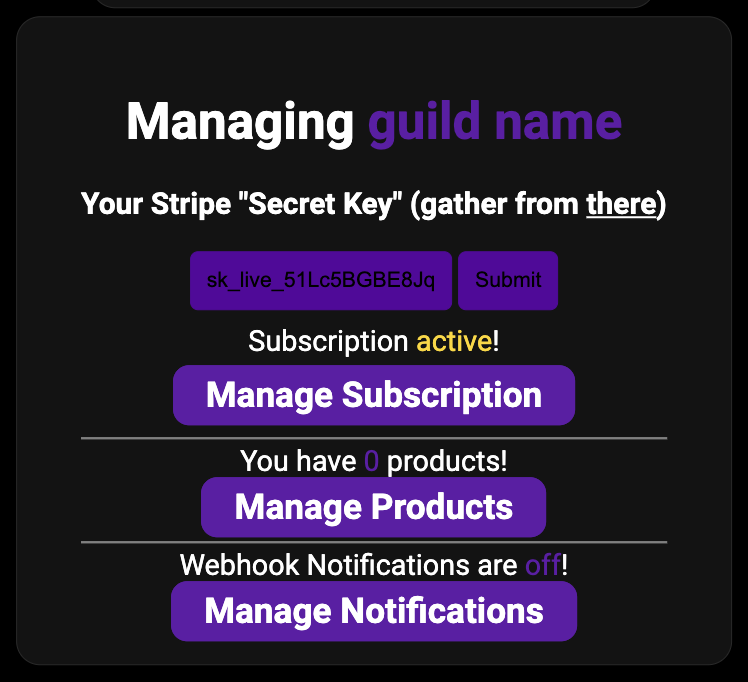 Managing guild name
Your Stripe "Secret Key" (gather from there)
sk_live_51Lc5BGBE8Jq Submit
Subscription active!
Manage Subscription
You have 0 products!
Manage Products
Webhook Notifications are off!
Manage Notifications